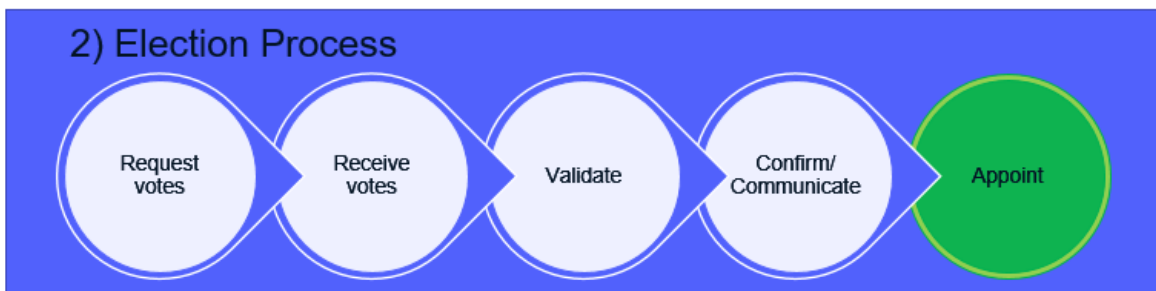 2) Election Process
Request
votes
Receive
votes
Validate
Confirm/
Communicate
Appoint